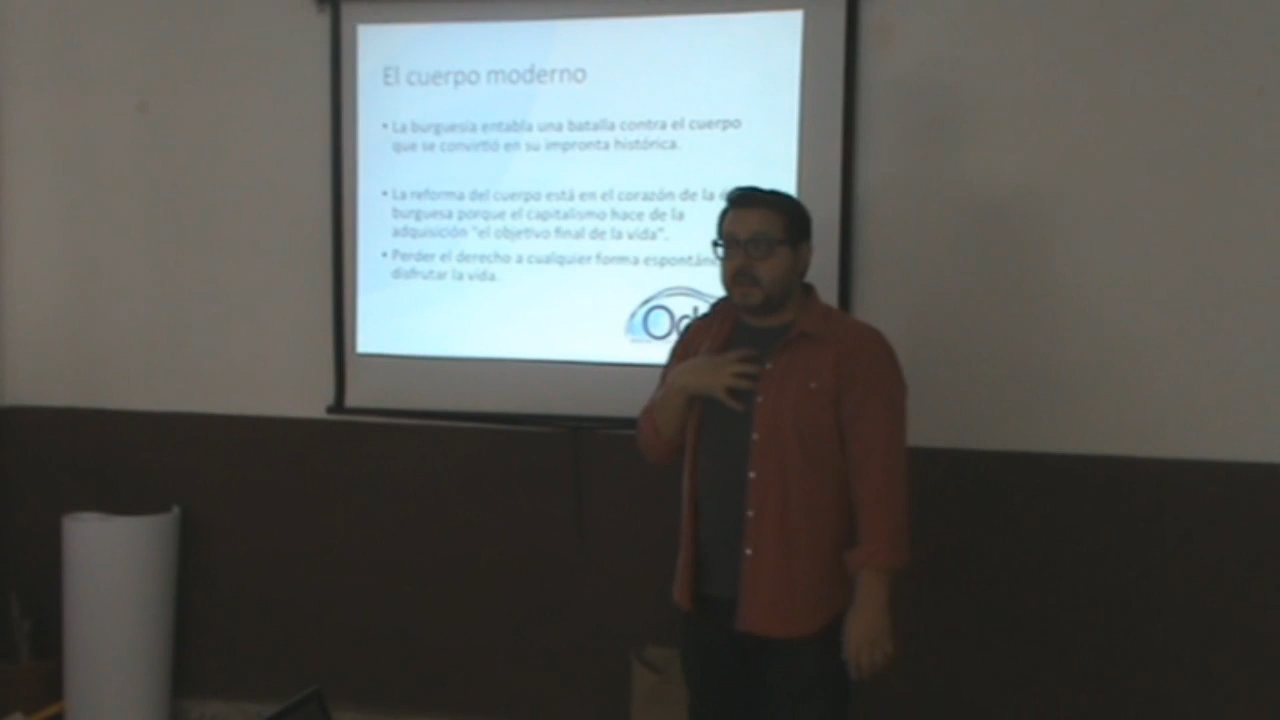 El cuerpo moderno
• La burguesía entabla una batalla contra el cuerpo
que se convirtió en su impronta histórica.
• La reforma del cuerpo está en el corazón de la
burguesa porque el capitalismo hace de la
adquisición "el objetivo final de la vida".
• Perder el derecho a cualquier forma
disfrutar la vida.